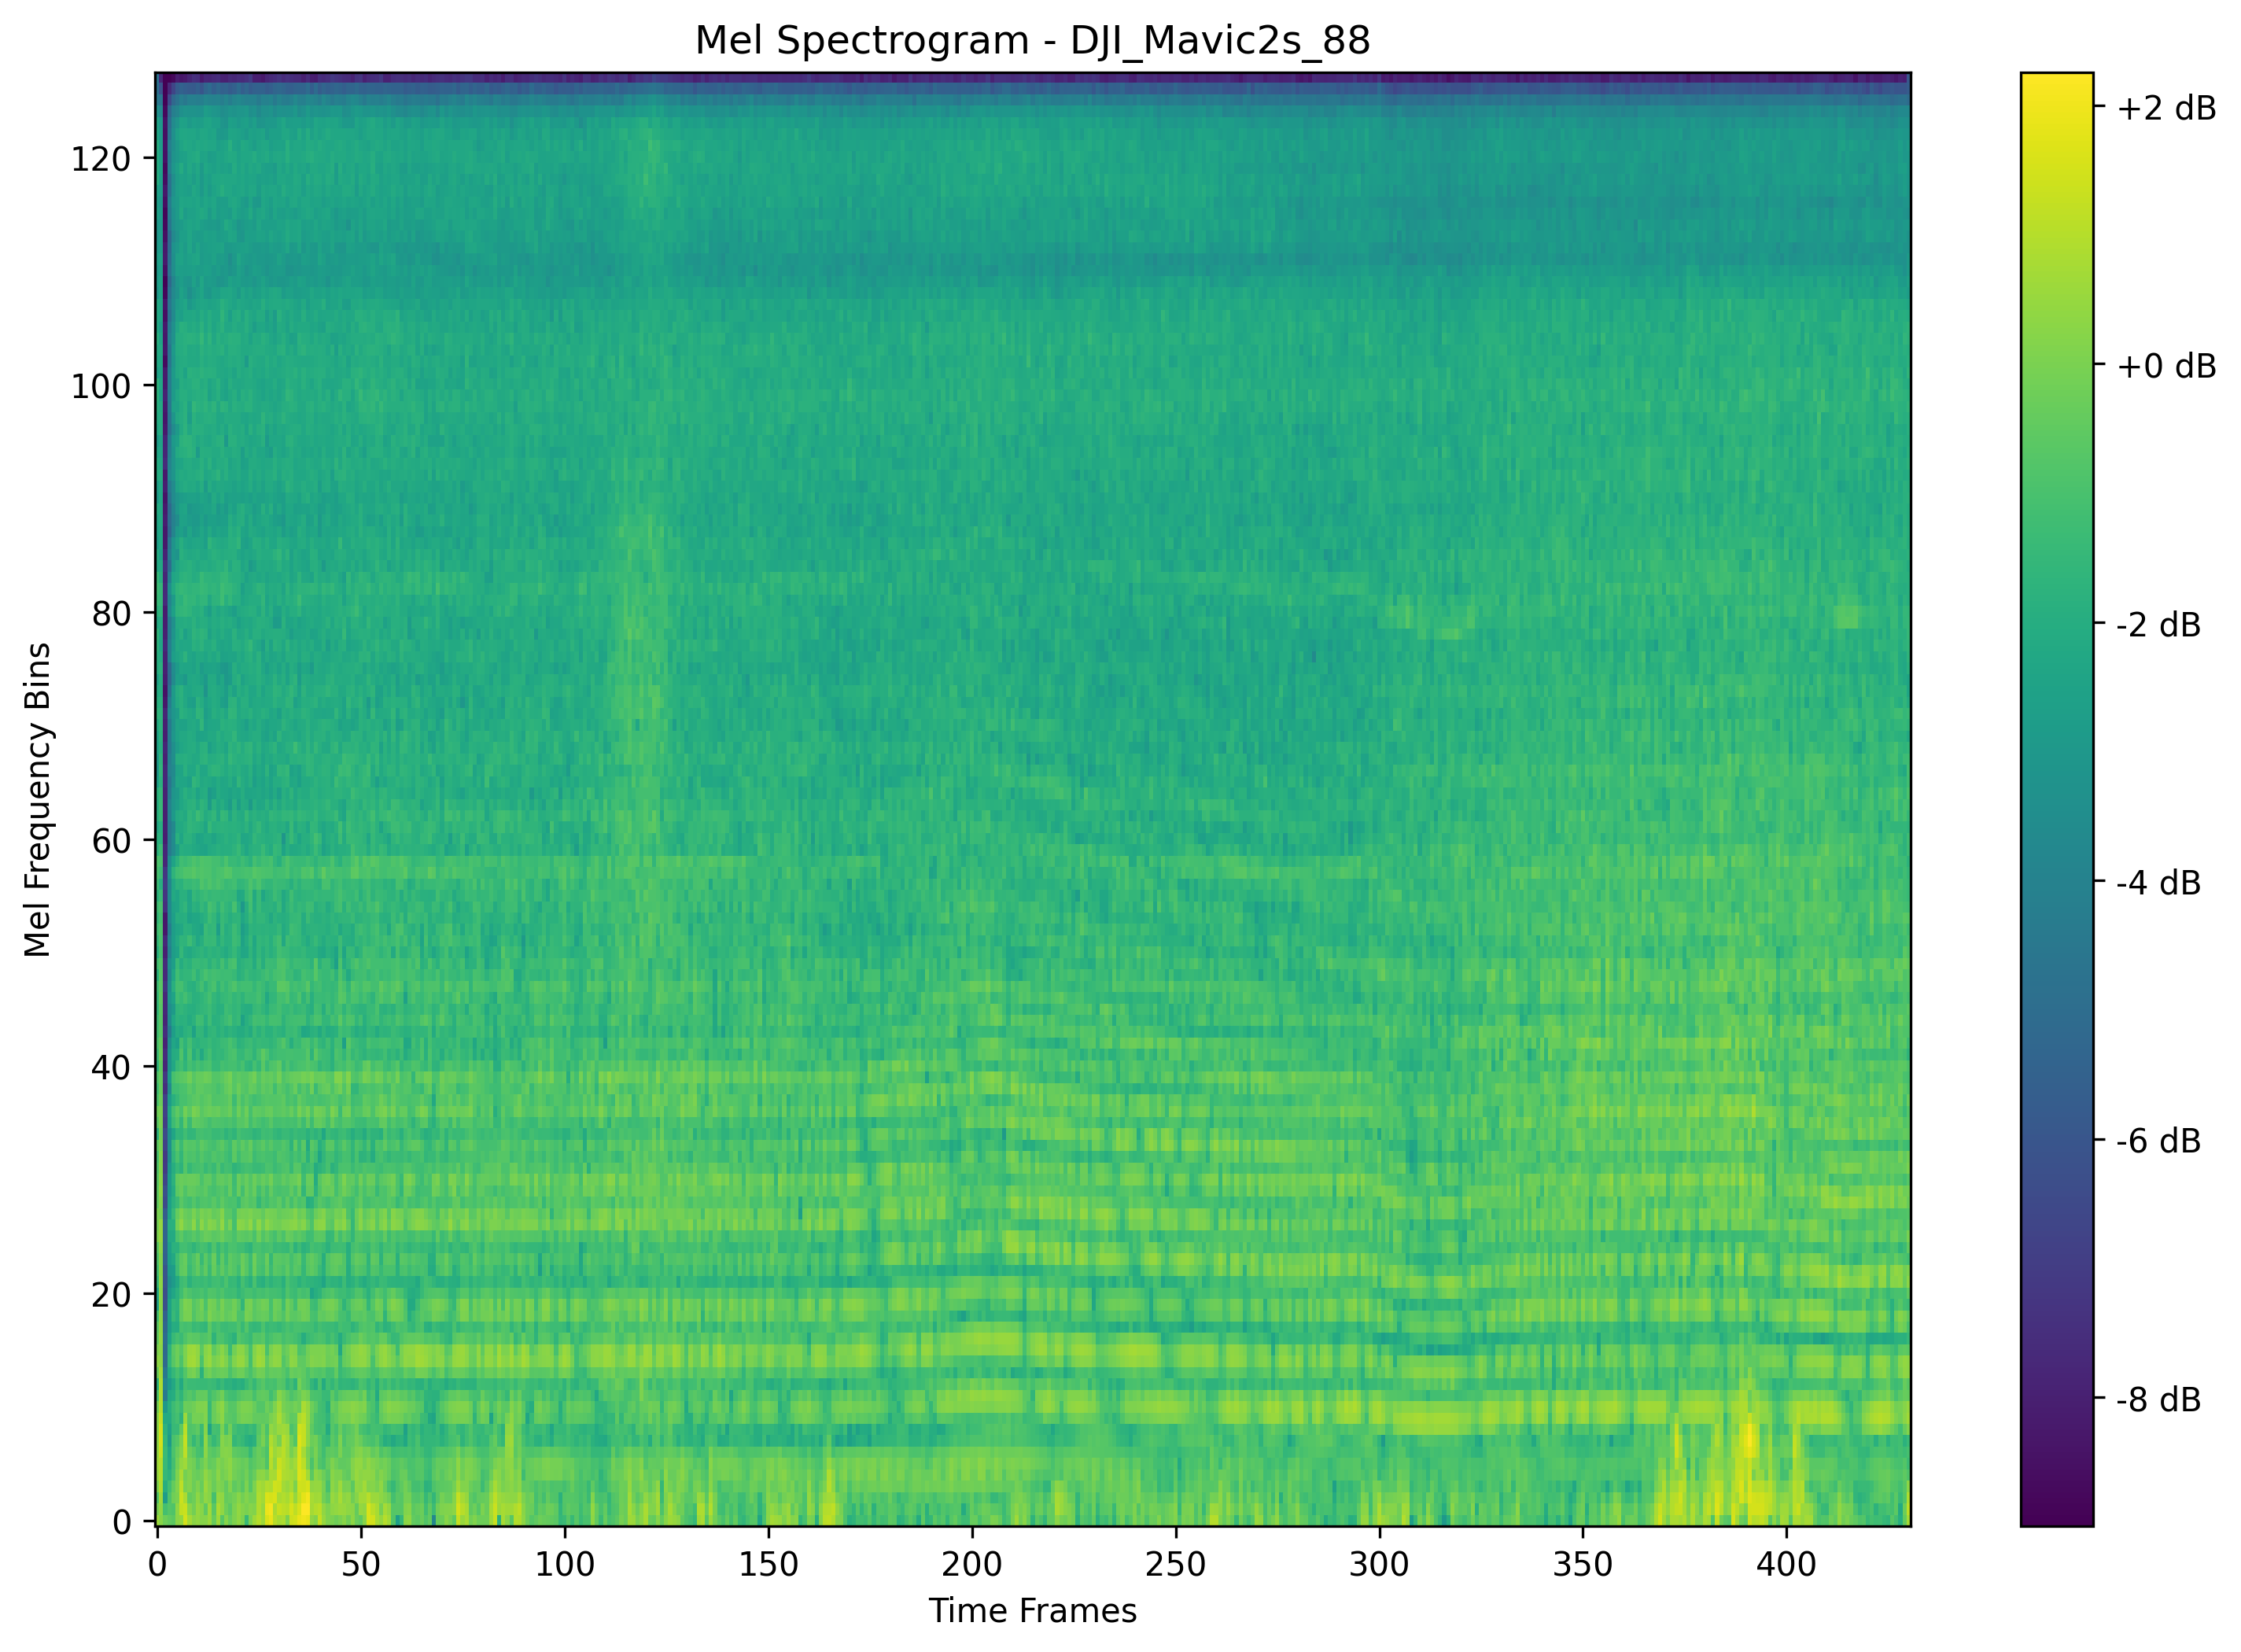 Mel Spectrogram - DJI_Mavic2s_88
Mel Frequency Bins
120
100
80
60
40
20
0
0 50 100 150 200 250 300 350 400
Time Frames
+2 dB
+0 dB
-2 dB
-4 dB
-6 dB
-8 dB